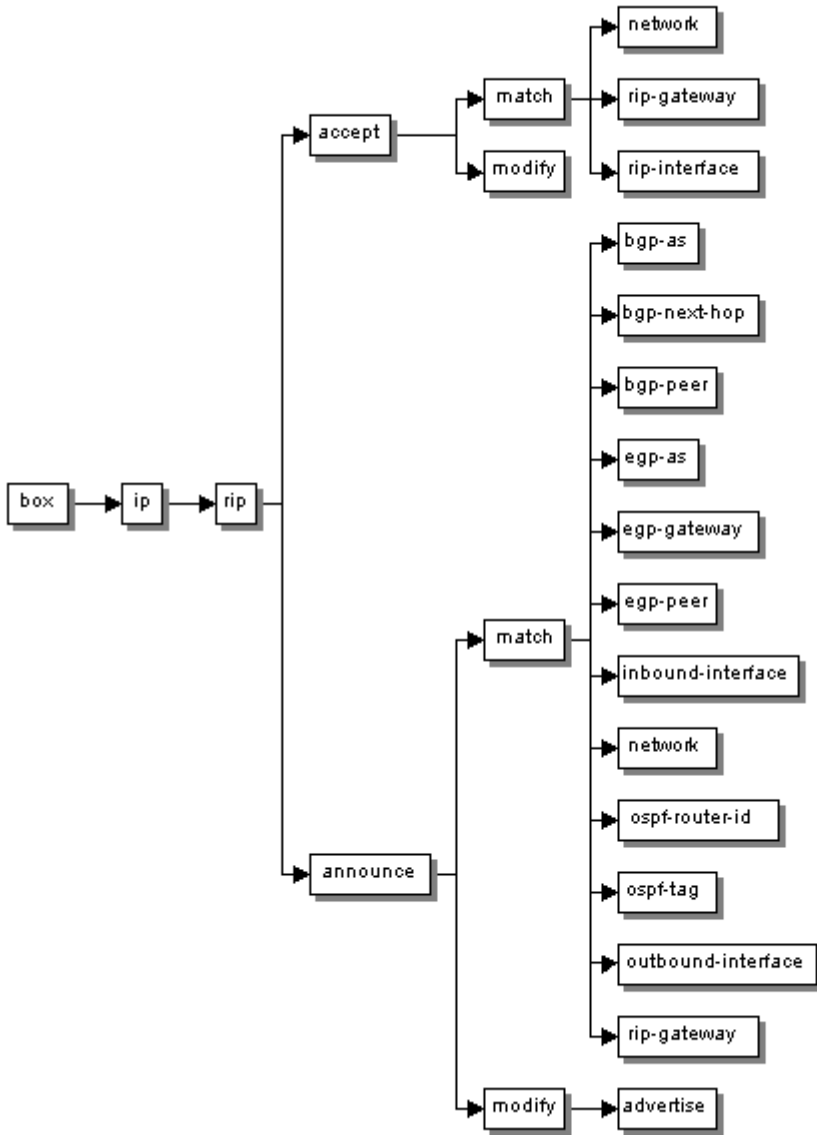 network
match
rip-gateway
accept
modify
rip-interface
bgp-as
bgp-next-hop
bgp-peer
egp-as
box
ip
rip
egp-gateway
egp-peer
match
inbound-interface
network
ospf-router-id
announce
ospf-tag
outbound-interface
rip-gateway
modify
advertise